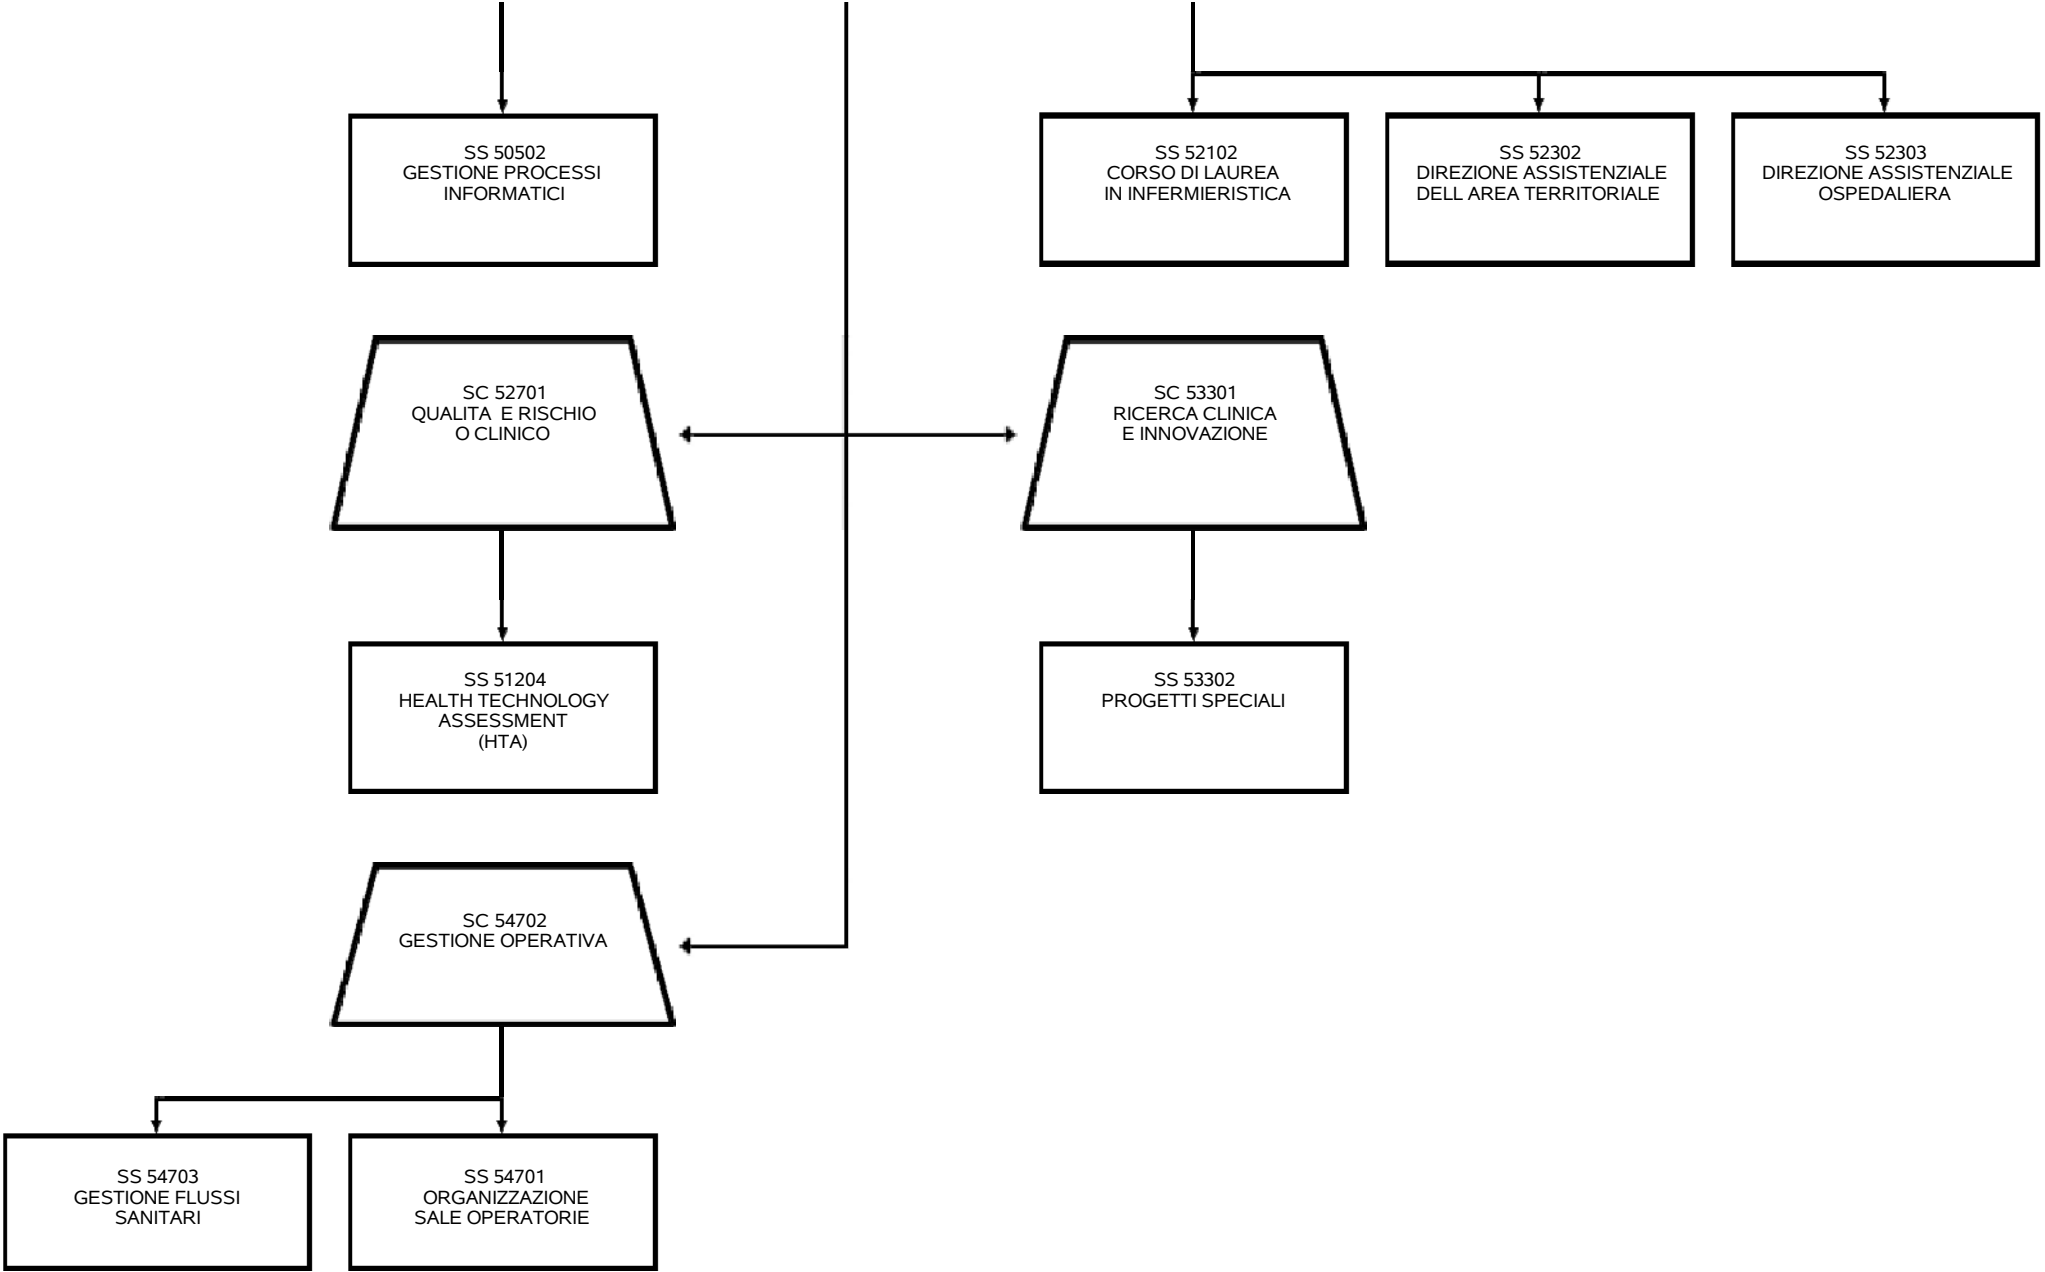 SS 50502
GESTIONE PROCESSI
INFORMATICI
SS 52102
CORSO DI LAUREA
IN INFERMIERISTICA
SS 52302
DIREZIONE ASSISTENZIALE
DELL AREA TERRITORIALE
SS 52303
DIREZIONE ASSISTENZIALE
OSPEDALIERA
SC 52701
QUALITA E RISCHIO
O CLINICO
SC 53301
RICERCA CLINICA
E INNOVAZIONE
SS 51204
HEALTH TECHNOLOGY
ASSESSMENT
(HTA)
SS 53302
PROGETTI SPECIALI
SC 54702
GESTIONE OPERATIVA
SS 54703
GESTIONE FLUSSI
SANITARI
SS 54701
ORGANIZZAZIONE
SALE OPERATORIE